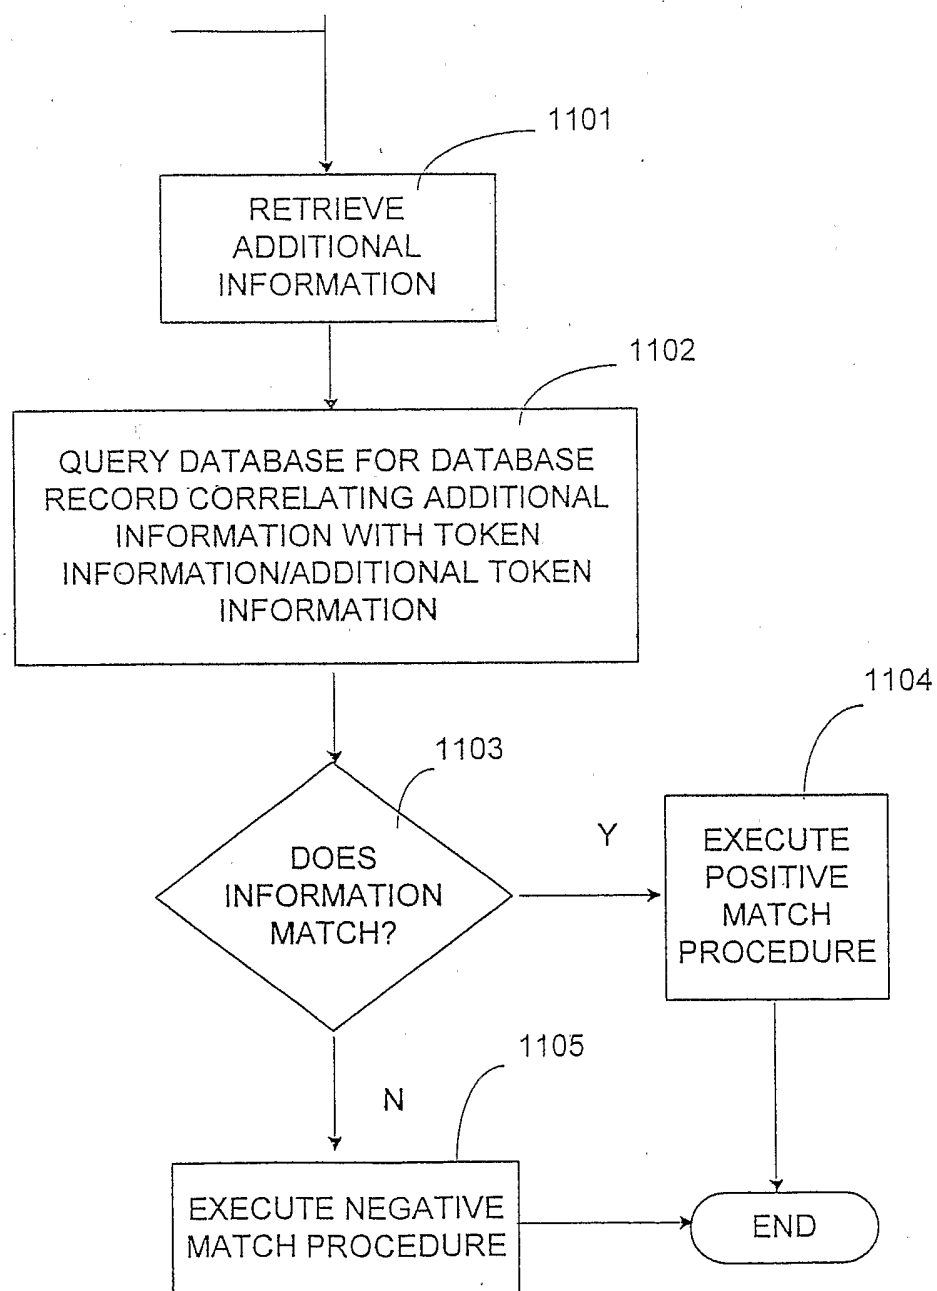 1101
RETRIEVE
ADDITIONAL
INFORMATION
1102
QUERY DATABASE FOR DATABASE
RECORD CORRELATING ADDITIONAL
INFORMATION WITH TOKEN
INFORMATION/ADDITIONAL TOKEN
INFORMATION
1103
DOES
INFORMATION
MATCH?
Y
1104
EXECUTE
POSITIVE
MATCH
PROCEDURE
N
1105
EXECUTE NEGATIVE
MATCH PROCEDURE
END